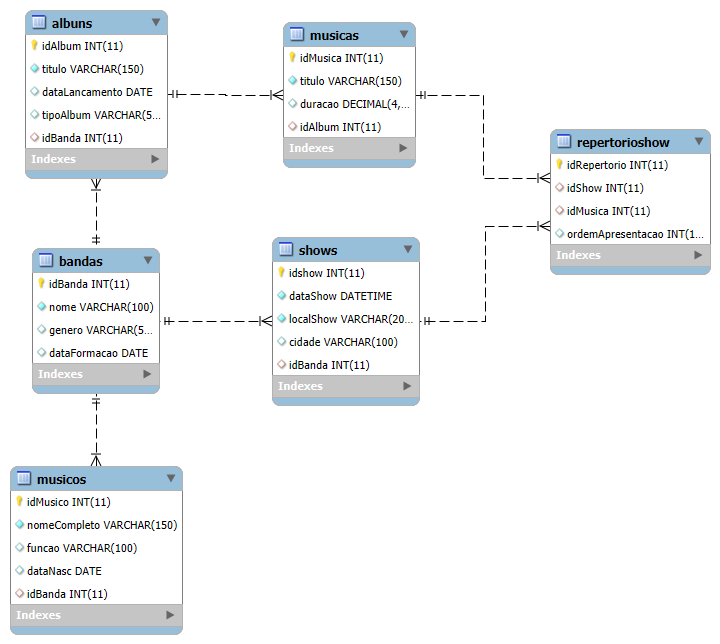 albuns
idAlbum INT(11)
titulo VARCHAR(150)
dataLancamento DATE
tipoAlbum VARCHAR(5...
idBanda INT(11)
Indexes
musicas
idMusica INT(11)
titulo VARCHAR(150)
duracao DECIMAL(4,...
idAlbum INT(11)
Indexes
repertorioshow
idRepertorio INT(11)
idShow INT(11)
idMusica INT(11)
ordemApresentacao INT(1...
Indexes
bandas
idBanda INT(11)
nome VARCHAR(100)
genero VARCHAR(5...
dataFormacao DATE
Indexes
shows
idshow INT(11)
dataShow DATETIME
localShow VARCHAR(20...
cidade VARCHAR(100)
idBanda INT(11)
Indexes
musicos
idMusico INT(11)
nomeCompleto VARCHAR(150)
funcao VARCHAR(100)
dataNasc DATE
idBanda INT(11)
Indexes